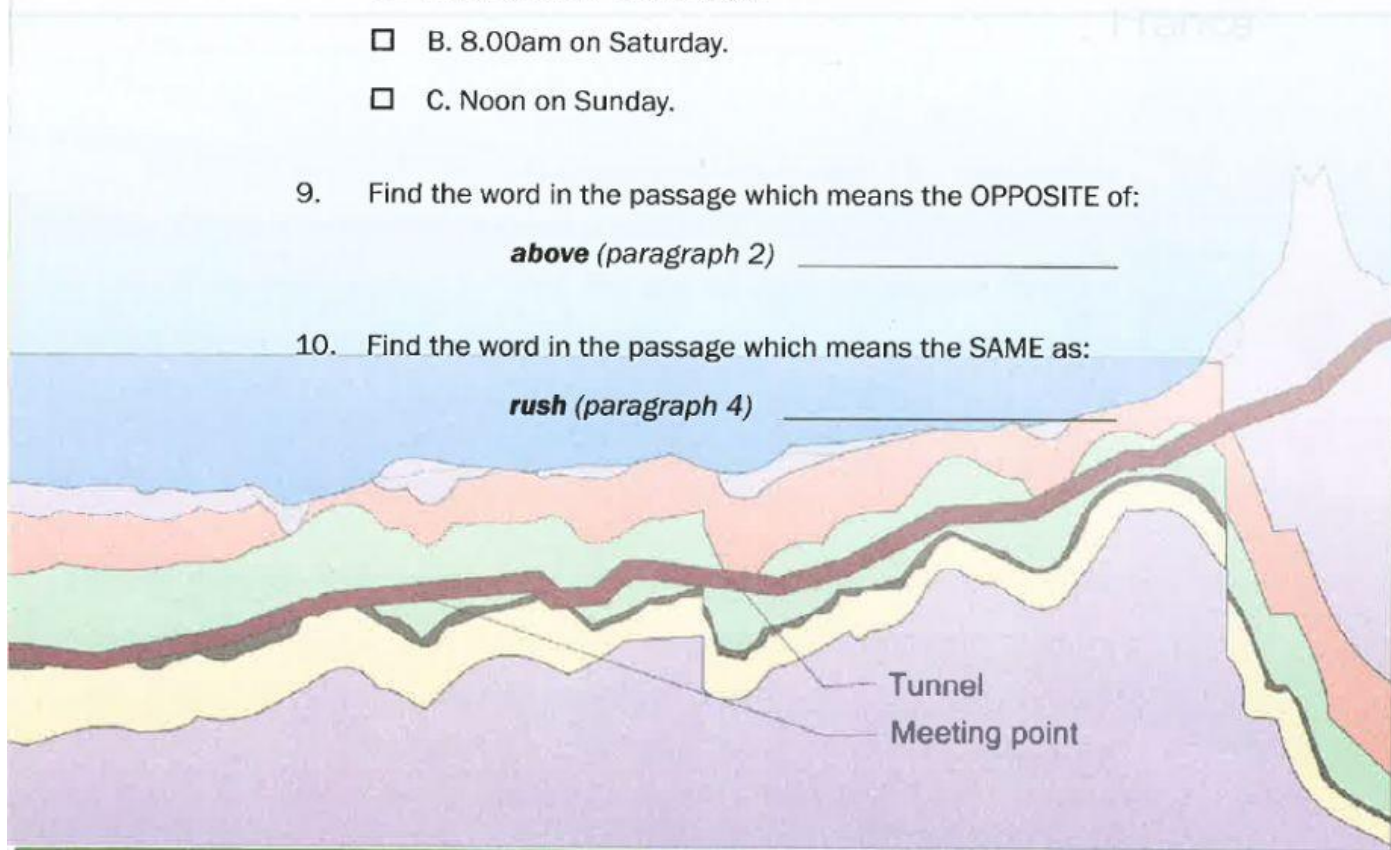 B. 8.00am on Saturday.
C. Noon on Sunday.
9. Find the word in the passage which means the OPPOSITE of:
above (paragraph 2)
10. Find the word in the passage which means the SAME as:
rush (paragraph 4)
Tunnel
Meeting point